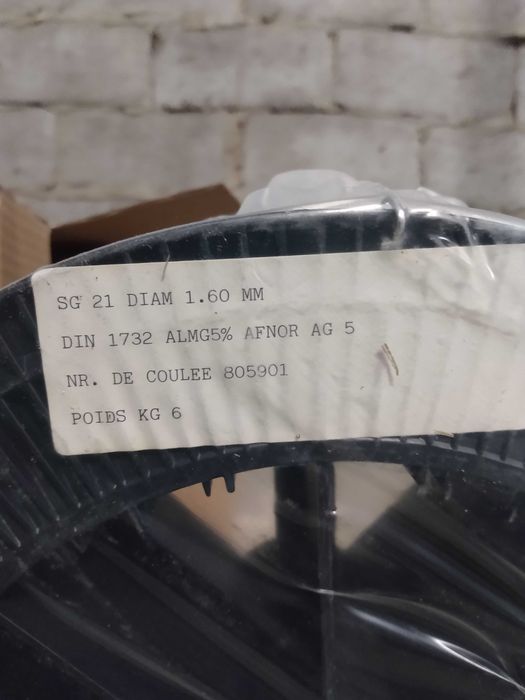 SG 21 DIAM 1.60 MM
DIN 1732 ALMG5% AFNOR AG 5
NR. DE COULEE 805901
POIDS KG 6